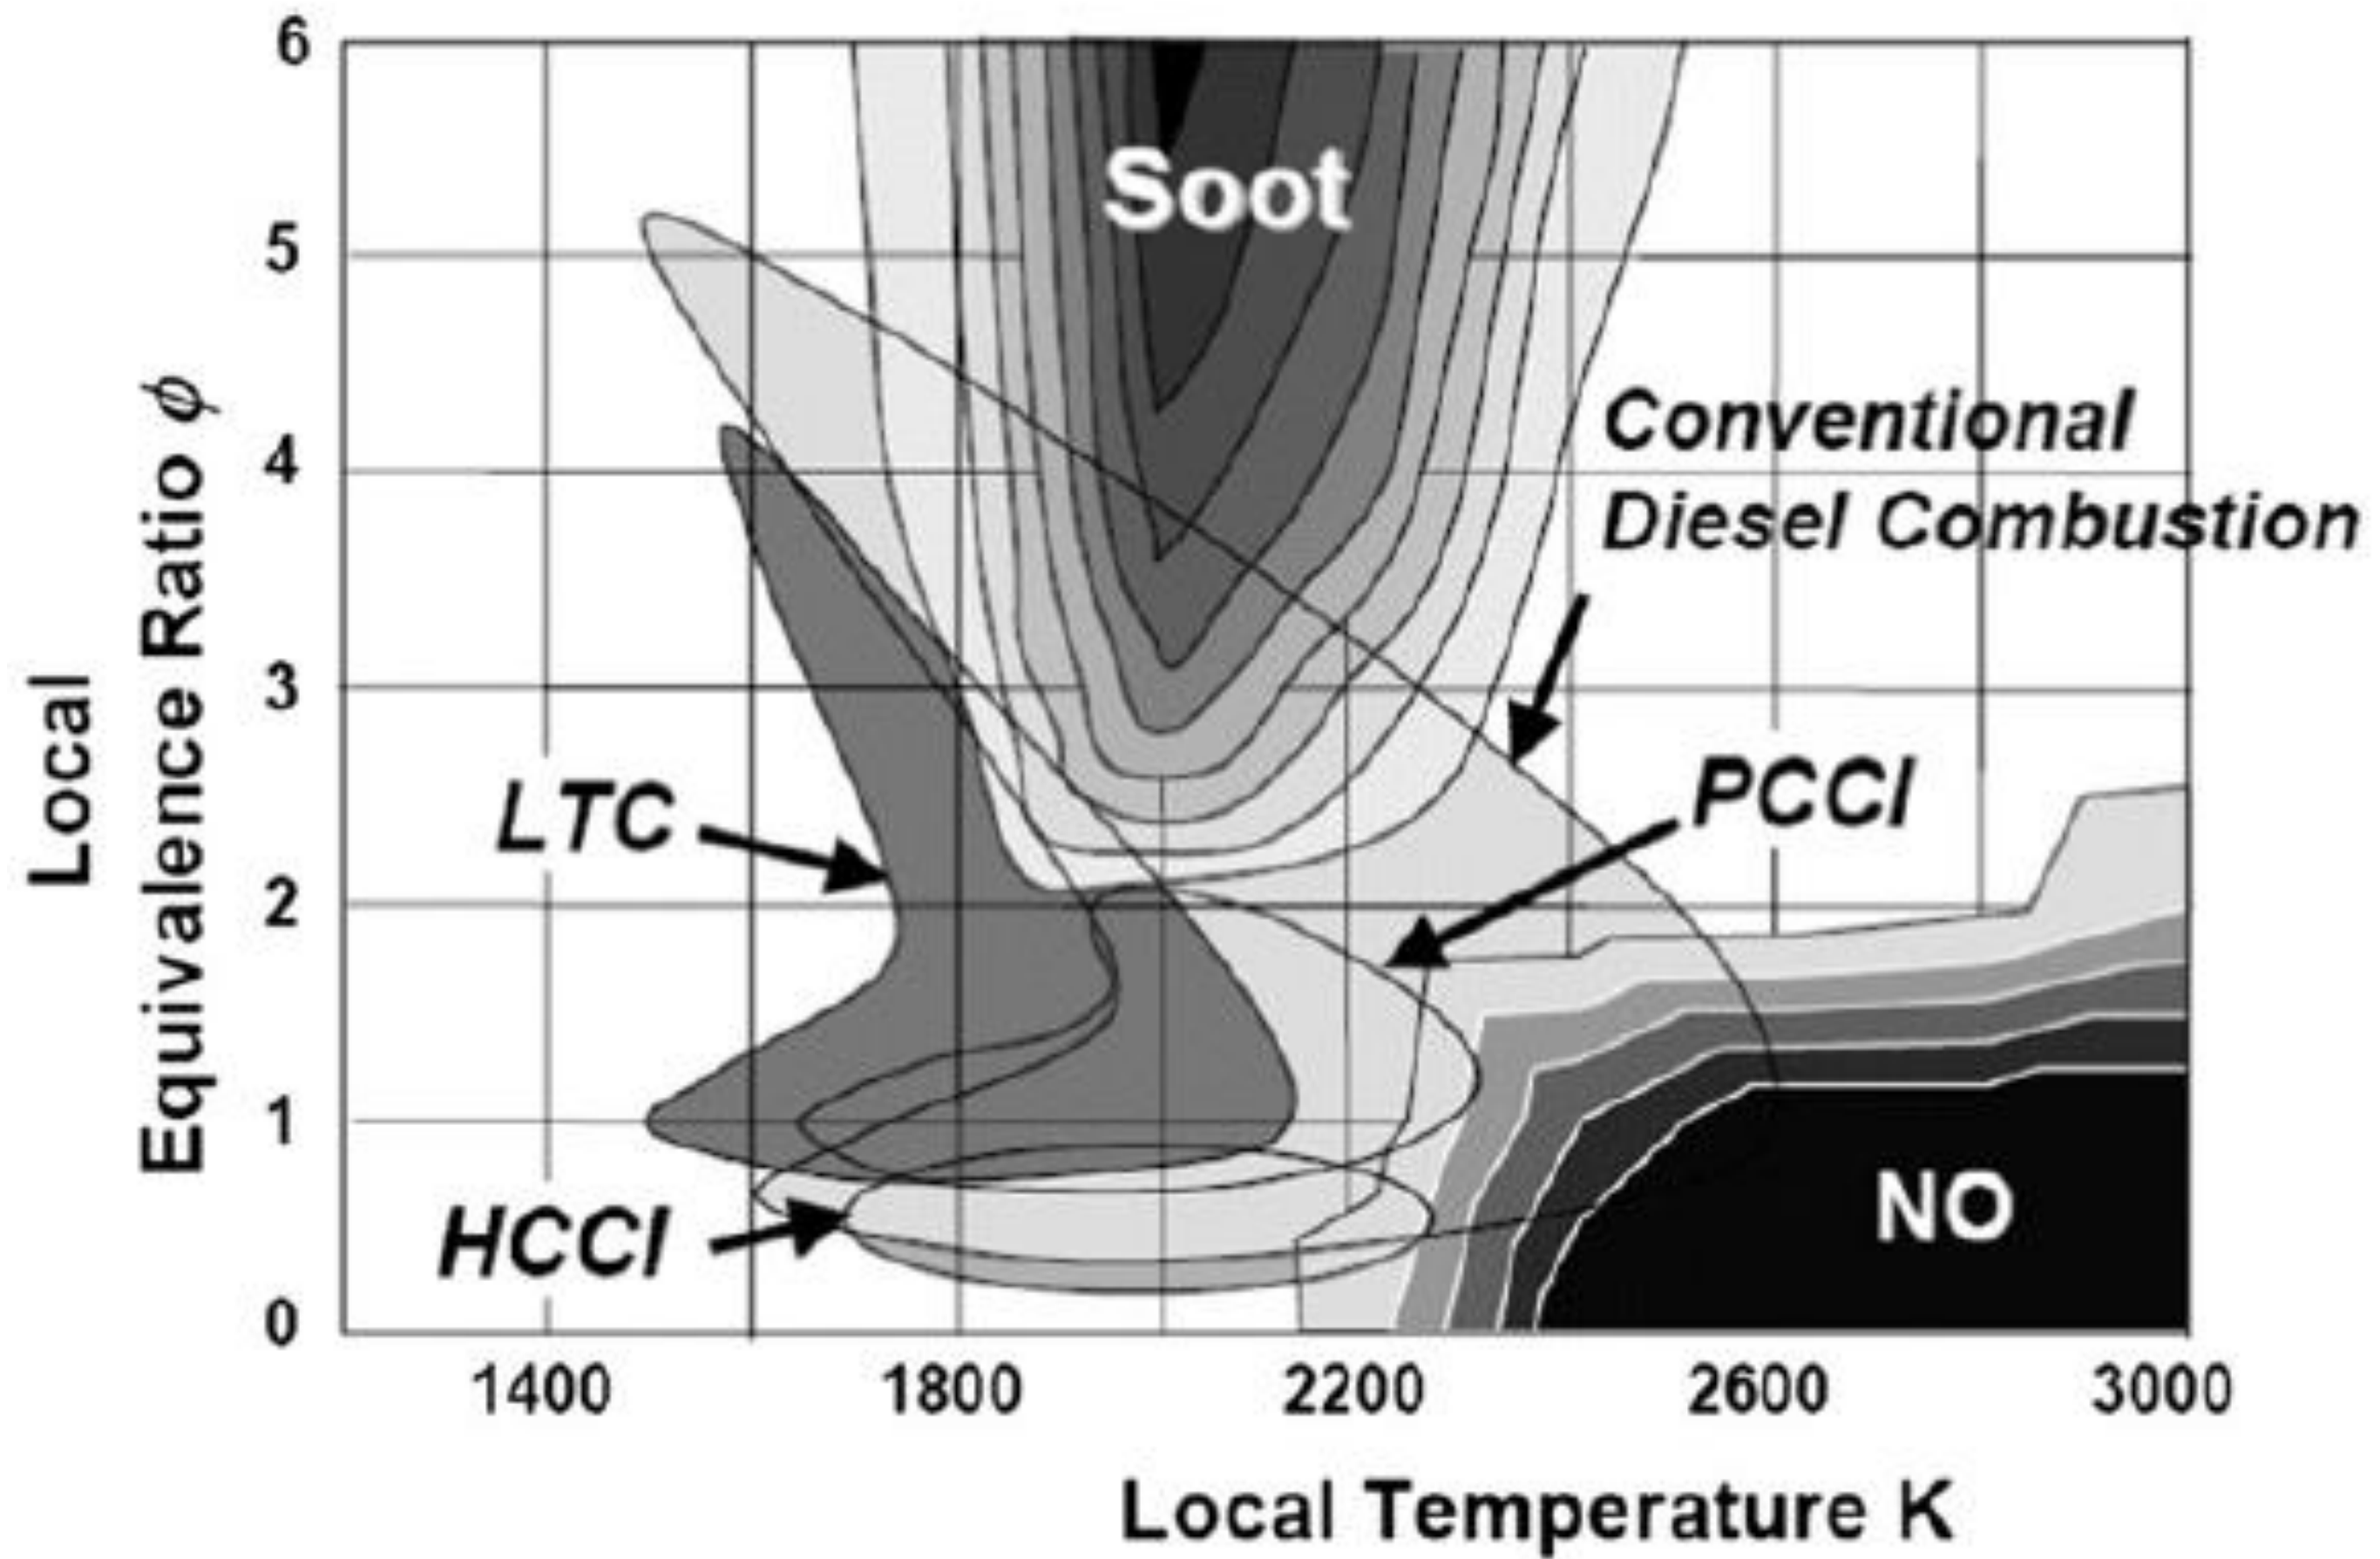 6
5
4
3
2
1
0
Local
Equivalence Ratio ϕ
Soot
Conventional
Diesel Combustion
PCCI
LTC
HCCI
NO
1400 1800 2200 2600 3000
Local Temperature K